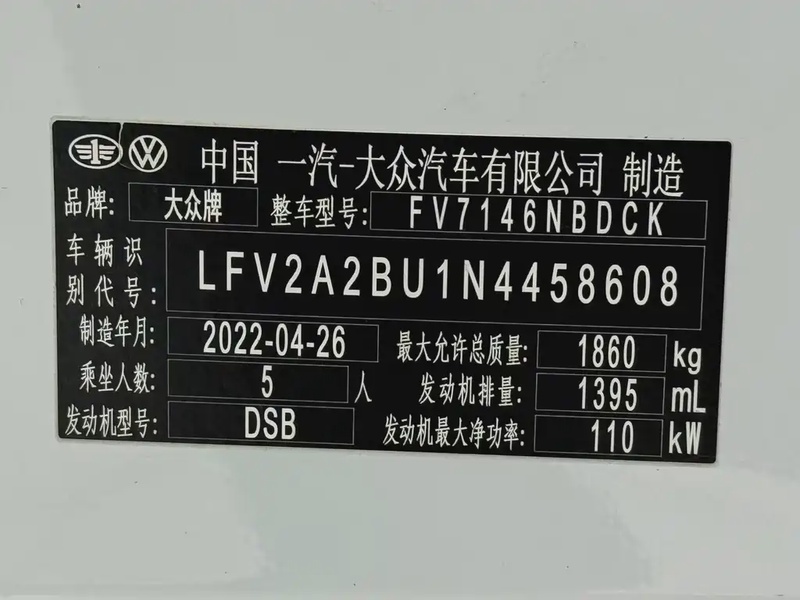 中国 一汽-大众汽车有限公司 制造
品牌: 大众牌 整车型号: FV7146NBDCK
车辆识别代号: LFV2A2BU1N4458608
制造年月: 2022-04-26 最大允许总质量: 1860 kg
乘坐人数: 5 人 发动机排量: 1395 mL
发动机型号: DSB 发动机最大净功率: 110 kW